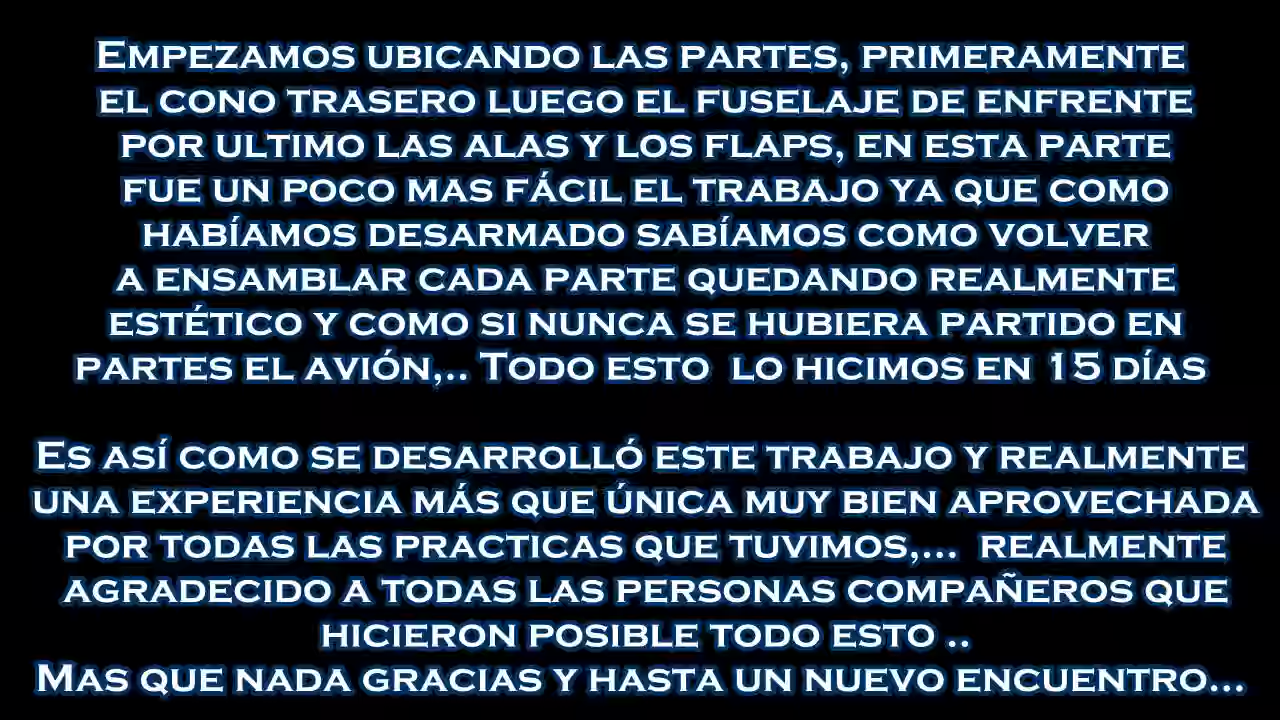 Empezamos ubicando las partes, primeramente
el cono trasero luego el fuselaje de enfrente
por ultimo las alas y los flaps, en esta parte
fue un poco mas fácil el trabajo ya que como
habíamos desarmado sabíamos como volver
a ensamblar cada parte quedando realmente
estético y como si nunca se hubiera partido en
partes el avión,.. Todo esto lo hicimos en 15 días
Es así como se desarrolló este trabajo y realmente
una experiencia más que única muy bien aprovechada
por todas las practicas que tuvimos,... realmente
agradecido a todas las personas compañeros que
hicieron posible todo esto ..
Mas que nada gracias y hasta un nuevo encuentro...